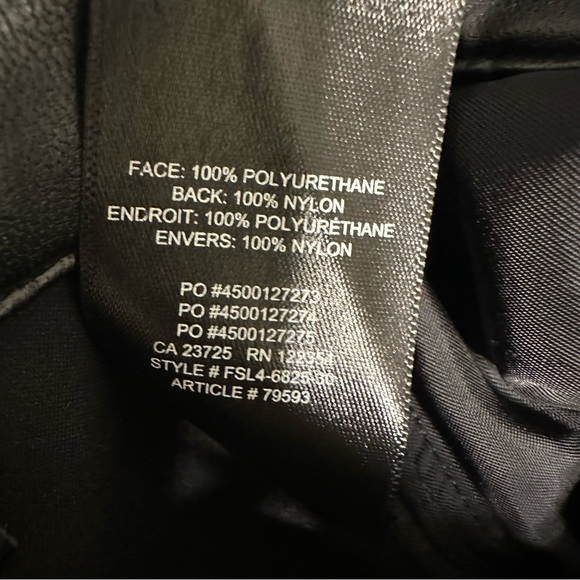 FACE: 100% POLYURETHANE
BACK: 100% NYLON
ENDROIT: 100% POLYURÉTHANE
ENVERS: 100% NYLON
PO #4500127273
PO #4500127274
PO #4500127275
CA 23725 RN
STYLE #
ARTICLE # 79593